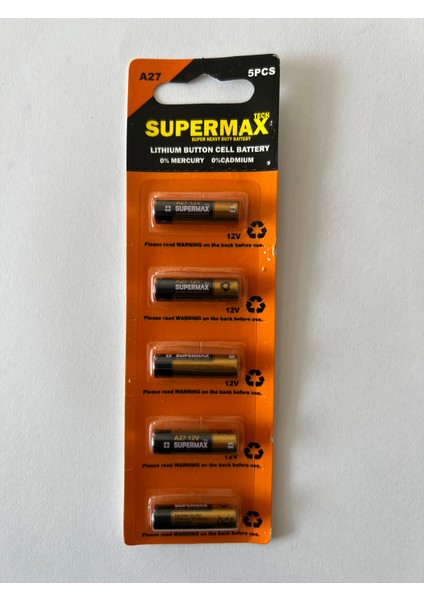 A27
5PCS
SUPERMAX TECH
SUPER HEAVY DUTY BATTERY
LITHIUM BUTTON CELL BATTERY
0% MERCURY 0%CADMIUM
A27 12V
SUPERMAX
12V
Please read WARNING on the back before use.
A27 12V
SUPERMAX
12V
Please read WARNING on the back before use.
SUPERMAX
12V
Please read WARNING on the back before use.
A27 12V
SUPERMAX
12V
Please read WARNING on the back before use.
SUPERMAX
Please read WARNING on the back before use.